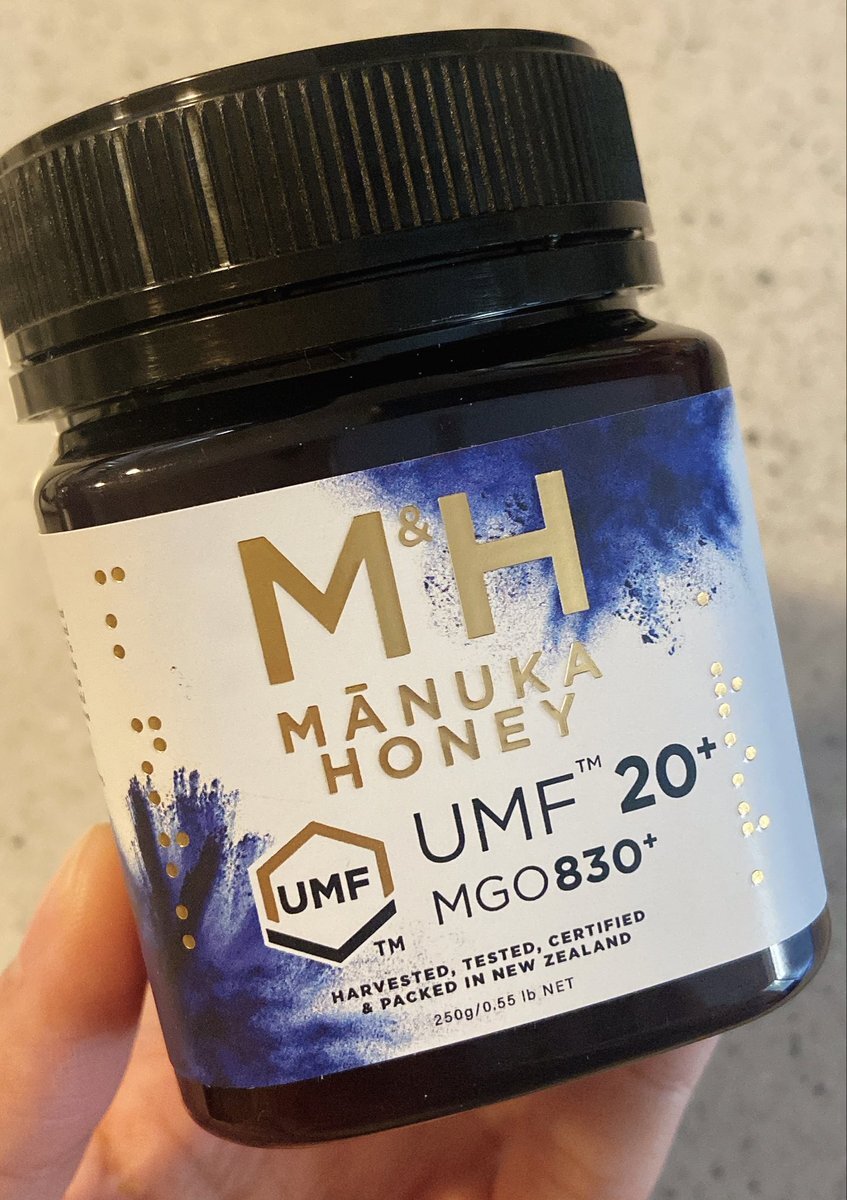 M&H
MĀNUKA
HONEY
UMF™ 20+
MGO830+
UMF
TM
HARVESTED, TESTED, CERTIFIED
& PACKED IN NEW ZEALAND
250g/0.55 lb NET